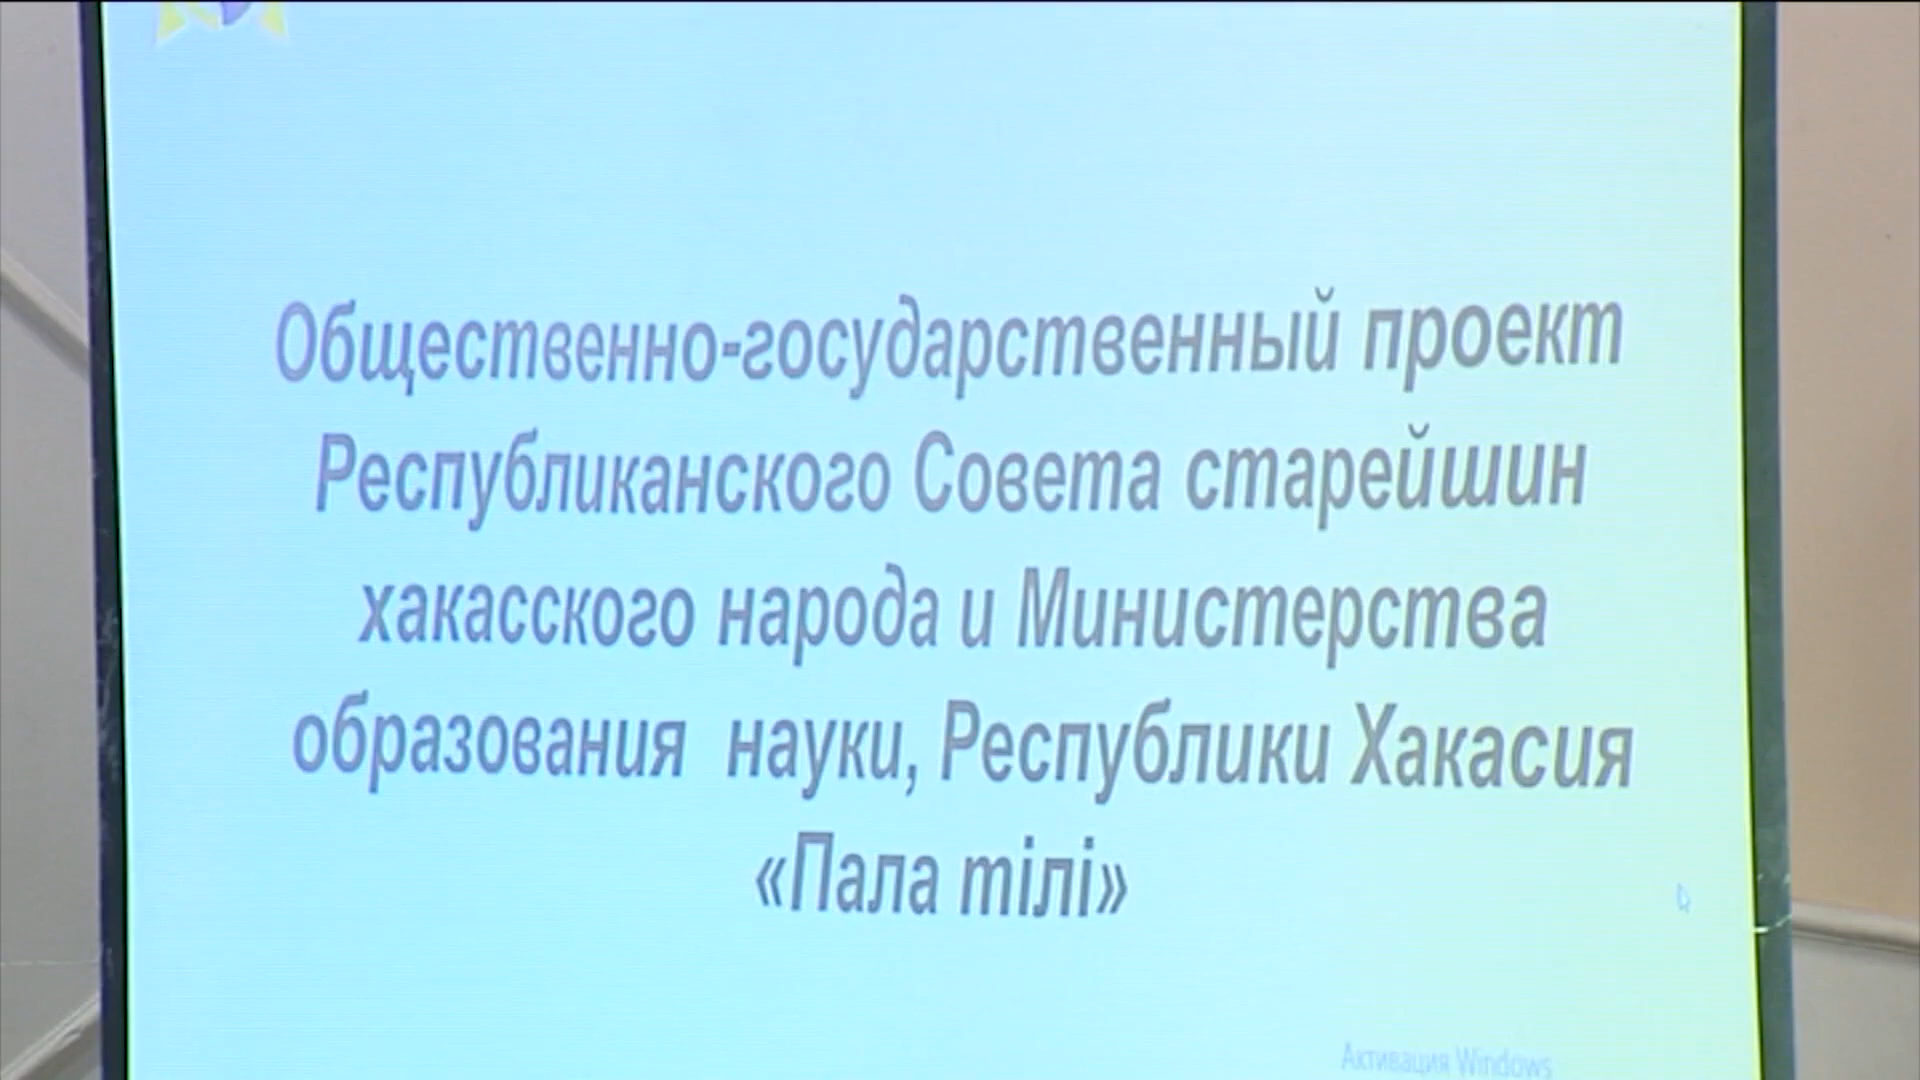 Общественно-государственный проект
Республиканского Совета старейшин
хакасского народа и Министерства
образования науки, Республики Хакасия
«Пала тілі»
Активация Windows